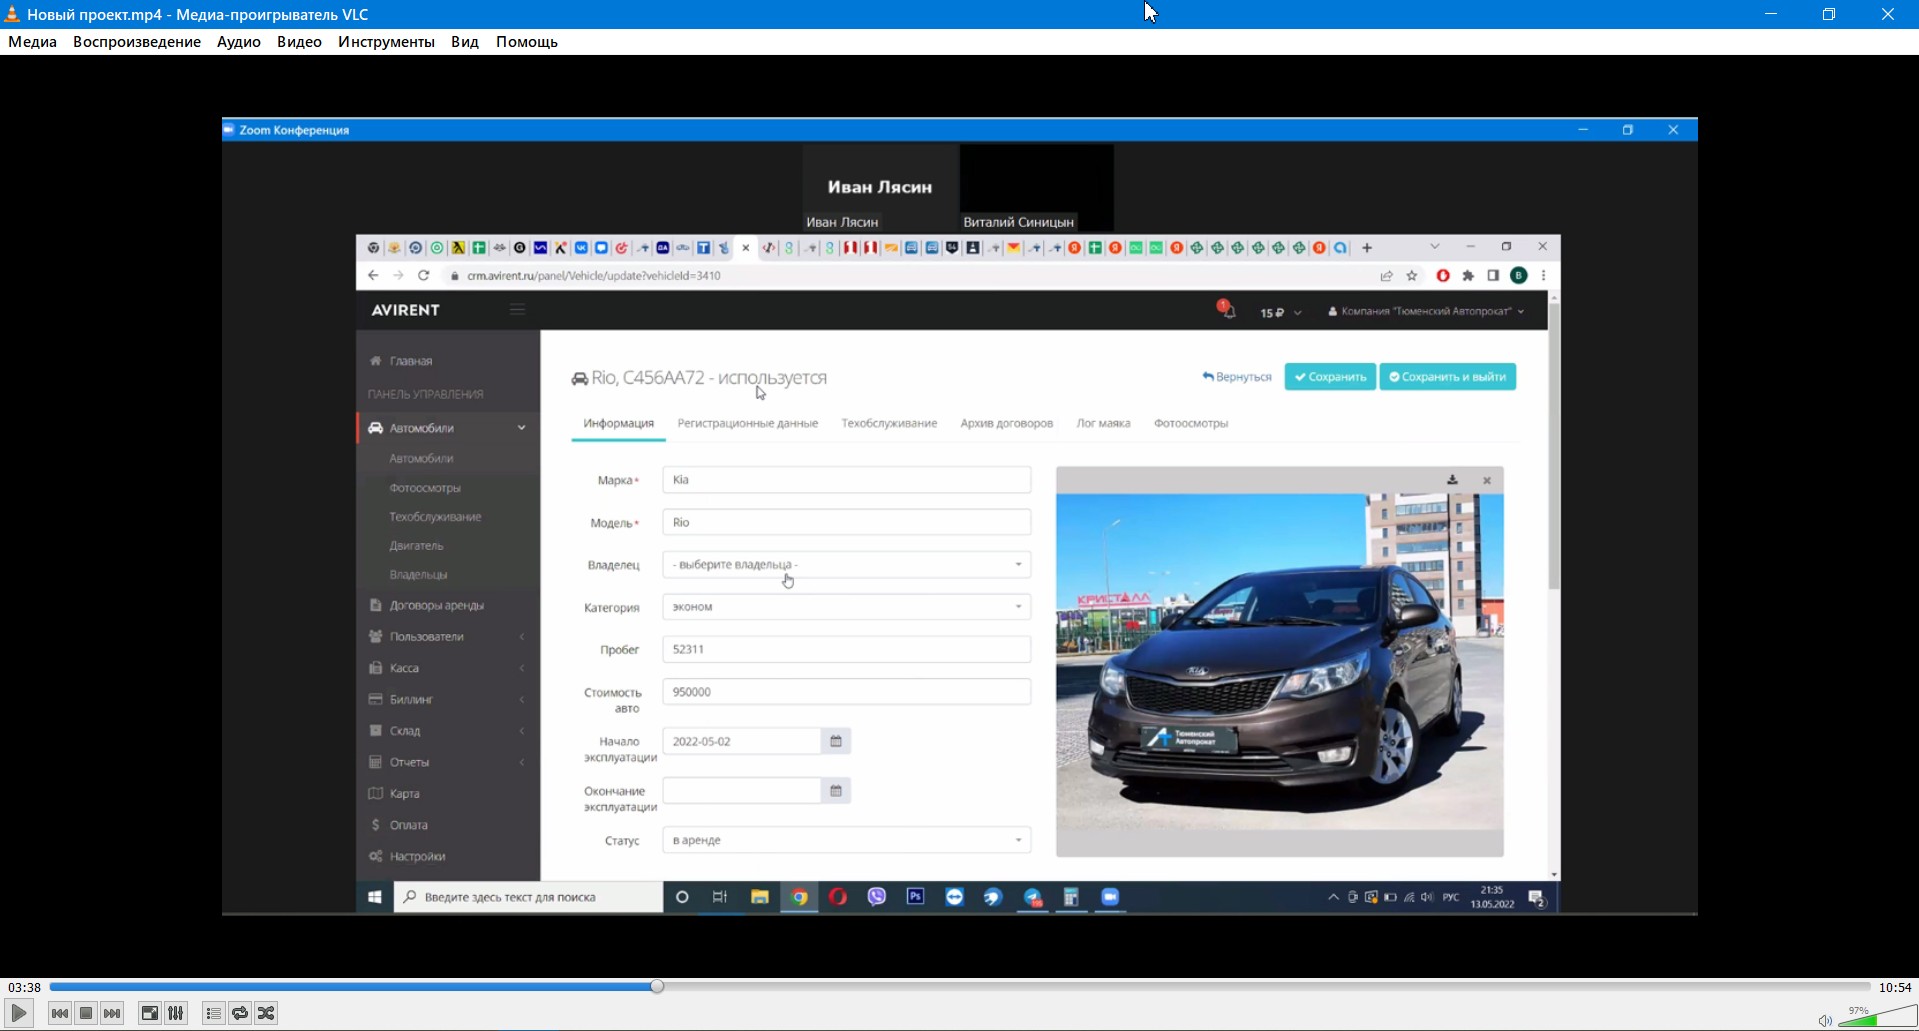 Новый проект.mp4 - Медиа-проигрыватель VLC
Медиа Воспроизведение Аудио Видео Инструменты Вид Помощь
Zoom Конференция
Иван Лясин
Иван Лясин
Виталий Синицын
crm.avirent.ru/panel/Vehicle/update?vehicleId=3410
B
AVIRENT
1
15 ₽
Компания "Тюменский Автопрокат"
Главная
ПАНЕЛЬ УПРАВЛЕНИЯ
Автомобили
Автомобили
Фотоосмотры
Техобслуживание
Двигатель
Владельцы
Договоры аренды
Пользователи
Касса
Биллинг
Склад
Отчеты
Карта
Оплата
Настройки
Rio, C456AA72 - используется
Вернуться
Сохранить
Сохранить и выйти
Информация Регистрационные данные Техобслуживание Архив договоров Лог маяка Фотоосмотры
Марка* Kia
Модель* Rio
Владелец - выберите владельца -
Категория эконом
Пробег 52311
Стоимость авто 950000
Начало эксплуатации 2022-05-02
Окончание эксплуатации
Статус в аренде
КРИСТАЛЛ
KIA
Тюменский
Автопрокат
Введите здесь текст для поиска
Ps
РУС
21:35
13.05.2022
2
03:38
10:54
97%